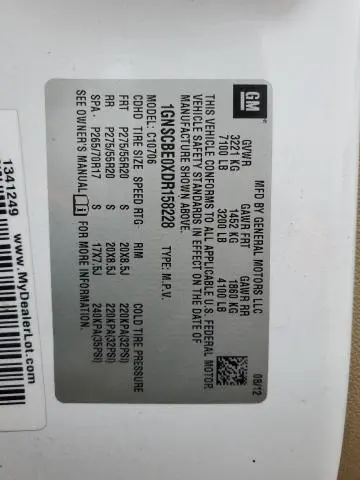 GM
MFD BY GENERAL MOTORS LLC
08/12
GVWR GAWR FRT GAWR RR
3221 KG 1452 KG 1860 KG
7100 LB 3200 LB 4100 LB
THIS VEHICLE CONFORMS TO ALL APPLICABLE U.S. FEDERAL MOTOR
VEHICLE SAFETY STANDARDS IN EFFECT ON THE DATE OF
MANUFACTURE SHOWN ABOVE.
1GNSCBE0XDR158228 TYPE: M.P.V.
MODEL: C10706
CDHO TIRE SIZE SPEED RTG RIM COLD TIRE PRESSURE
FRT P275/55R20 S 20X8.5J 220KPA(32PSI)
RR P275/55R20 S 20X8.5J 220KPA(32PSI)
SPA P265/70R17 S 17X7.5J 240KPA(35PSI)
SEE OWNER'S MANUAL FOR MORE INFORMATION.
1341249 www.MyDealerLot.com